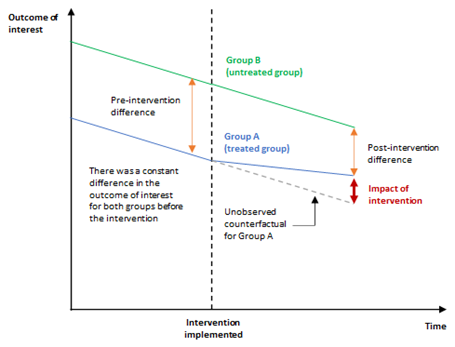 Outcome of
interest
Group B
(untreated group)
Pre-intervention
difference
Group A
(treated group)
Post-intervention
difference
There was a constant
difference in the
outcome of interest
for both groups before
the intervention
Impact of
intervention
Unobserved
counterfactual
for Group A
Time
Intervention
implemented